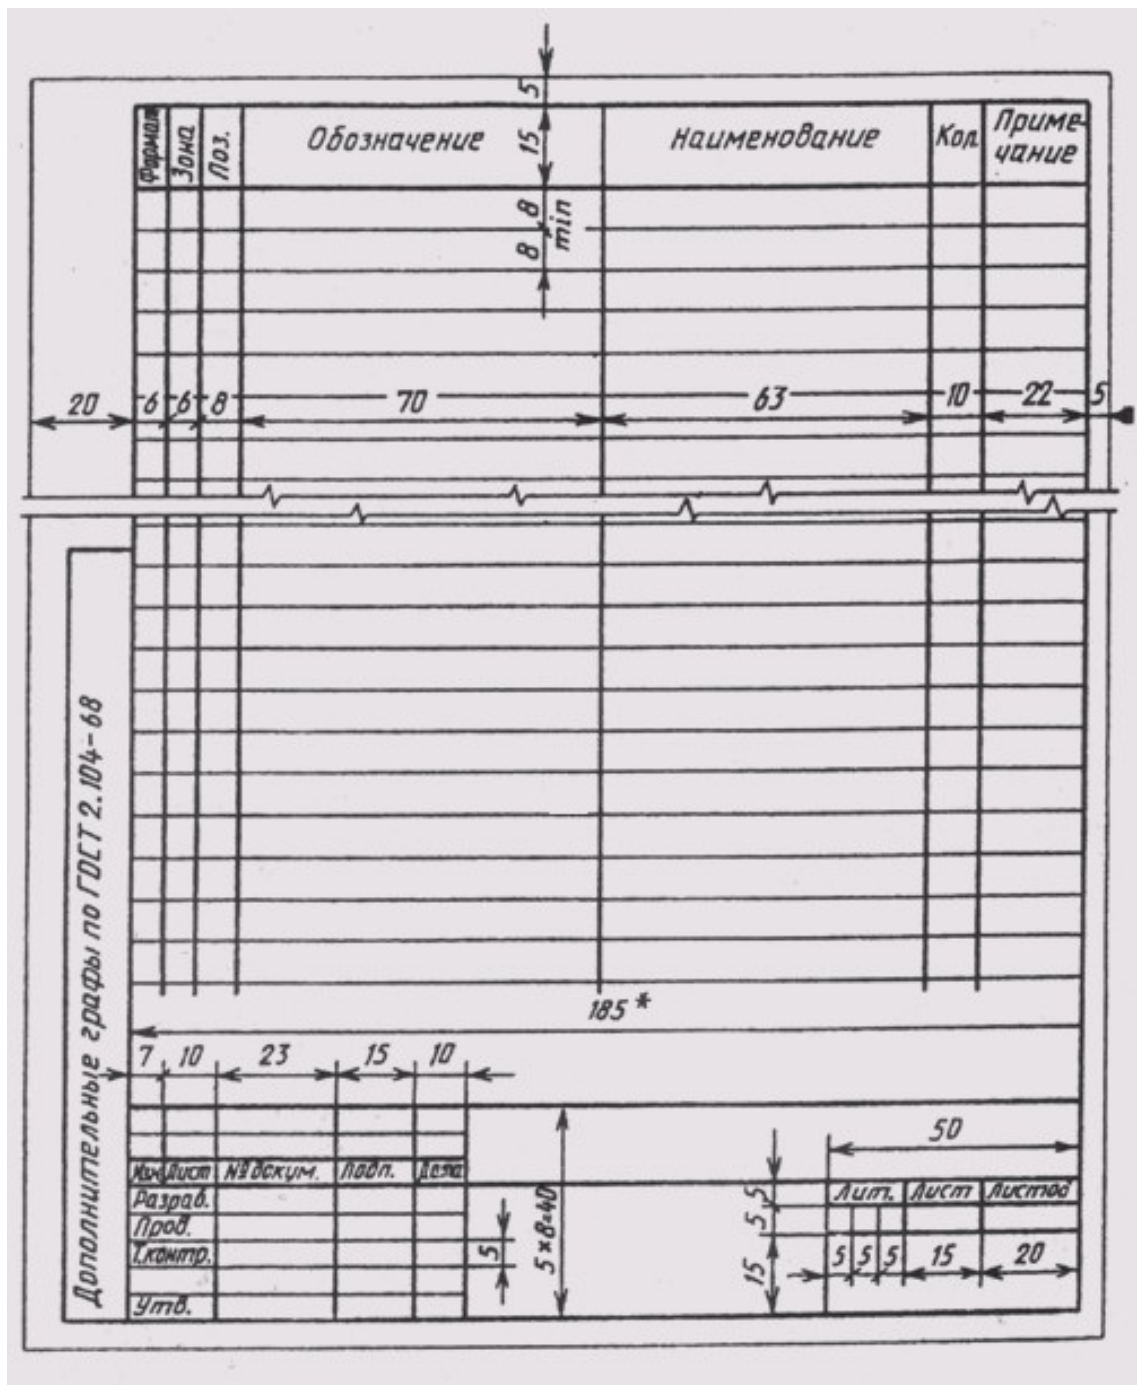 5
Формат
Зона
Поз.
Обозначение
15
Наименование
Кол
Приме-
чание
8
8
min
20
6
6
8
70
63
10
22
5
Дополнительные графы по ГОСТ 2.104-68
185*
7
10
23
15
10
50
Изм
Лист
№ докум.
Подп.
Дата
Разраб.
Пров.
Т.контр.
Утв.
5
5×8=40
5
5
15
Лит.
Лист
Листов
5
5
5
15
20